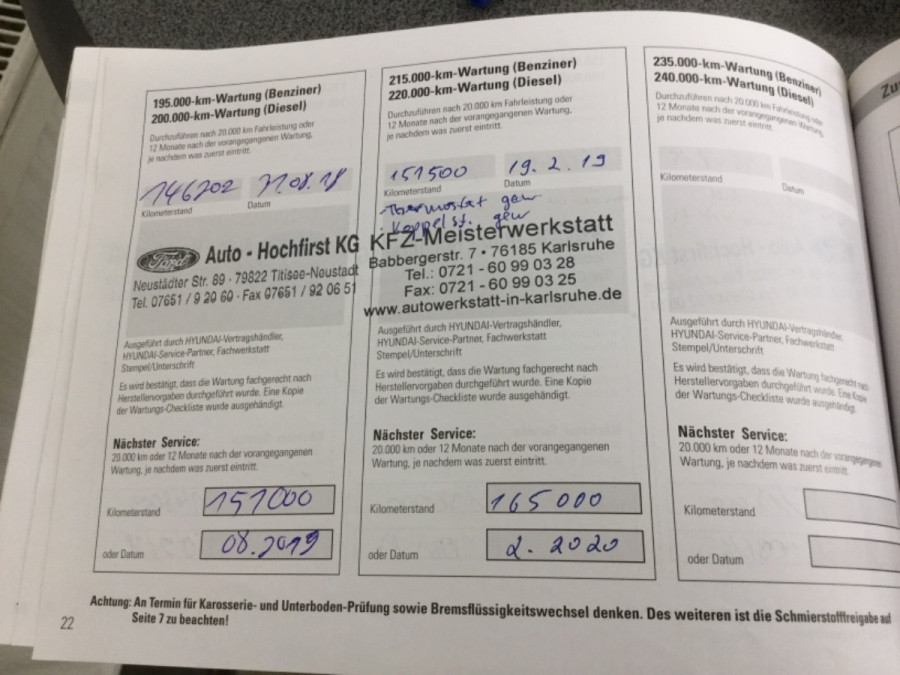 195.000-km-Wartung (Benziner)
200.000-km-Wartung (Diesel)
Durchzuführen nach 20.000 km Fahrleistung oder
12 Monate nach der vorangegangenen Wartung,
je nachdem was zuerst eintritt.
146202
08.18
Kilometerstand
Datum
Ford
Auto - Hochfirst KG
Neustädter Str. 89 · 79822 Titisee-Neustadt
Tel. 07651 / 9 20 60 · Fax 07651 / 92 06 51
Ausgeführt durch HYUNDAI-Vertragshändler,
HYUNDAI-Service-Partner, Fachwerkstatt
Stempel/Unterschrift
Es wird bestätigt, dass die Wartung fachgerecht nach
Herstellervorgaben durchgeführt wurde. Eine Kopie
der Wartungs-Checkliste wurde ausgehändigt.
Nächster Service:
20.000 km oder 12 Monate nach der vorangegangenen
Wartung, je nachdem was zuerst eintritt.
Kilometerstand
157000
oder Datum
08.2019
215.000-km-Wartung (Benziner)
220.000-km-Wartung (Diesel)
Durchzuführen nach 20.000 km Fahrleistung oder
12 Monate nach der vorangegangenen Wartung,
je nachdem was zuerst eintritt.
151500
19. 2. 19
Kilometerstand
Datum
- Thermostat gew
- Koppelst. gew
KFZ-Meisterwerkstatt
Babbergerstr. 7 · 76185 Karlsruhe
Tel.: 0721 - 60 99 03 28
Fax: 0721 - 60 99 03 25
www.autowerkstatt-in-karlsruhe.de
Ausgeführt durch HYUNDAI-Vertragshändler,
HYUNDAI-Service-Partner, Fachwerkstatt
Stempel/Unterschrift
Es wird bestätigt, dass die Wartung fachgerecht nach
Herstellervorgaben durchgeführt wurde. Eine Kopie
der Wartungs-Checkliste wurde ausgehändigt.
Nächster Service:
20.000 km oder 12 Monate nach der vorangegangenen
Wartung, je nachdem was zuerst eintritt.
Kilometerstand
165 000
oder Datum
2. 2020
235.000-km-Wartung (Benziner)
240.000-km-Wartung (Diesel)
Durchzuführen nach 20.000 km Fahrleistung oder
12 Monate nach der vorangegangenen Wartung,
je nachdem was zuerst eintritt.
Kilometerstand
Datum
Ausgeführt durch HYUNDAI-Vertragshändler,
HYUNDAI-Service-Partner, Fachwerkstatt
Stempel/Unterschrift
Es wird bestätigt, dass die Wartung fachgerecht nach
Herstellervorgaben durchgeführt wurde. Eine Kopie
der Wartungs-Checkliste wurde ausgehändigt.
Nächster Service:
20.000 km oder 12 Monate nach der vorangegangenen
Wartung, je nachdem was zuerst eintritt.
Kilometerstand
oder Datum
Achtung: An Termin für Karosserie- und Unterboden-Prüfung sowie Bremsflüssigkeitswechsel denken. Des weiteren ist die Schmierstofffreigabe auf
Seite 7 zu beachten!
22